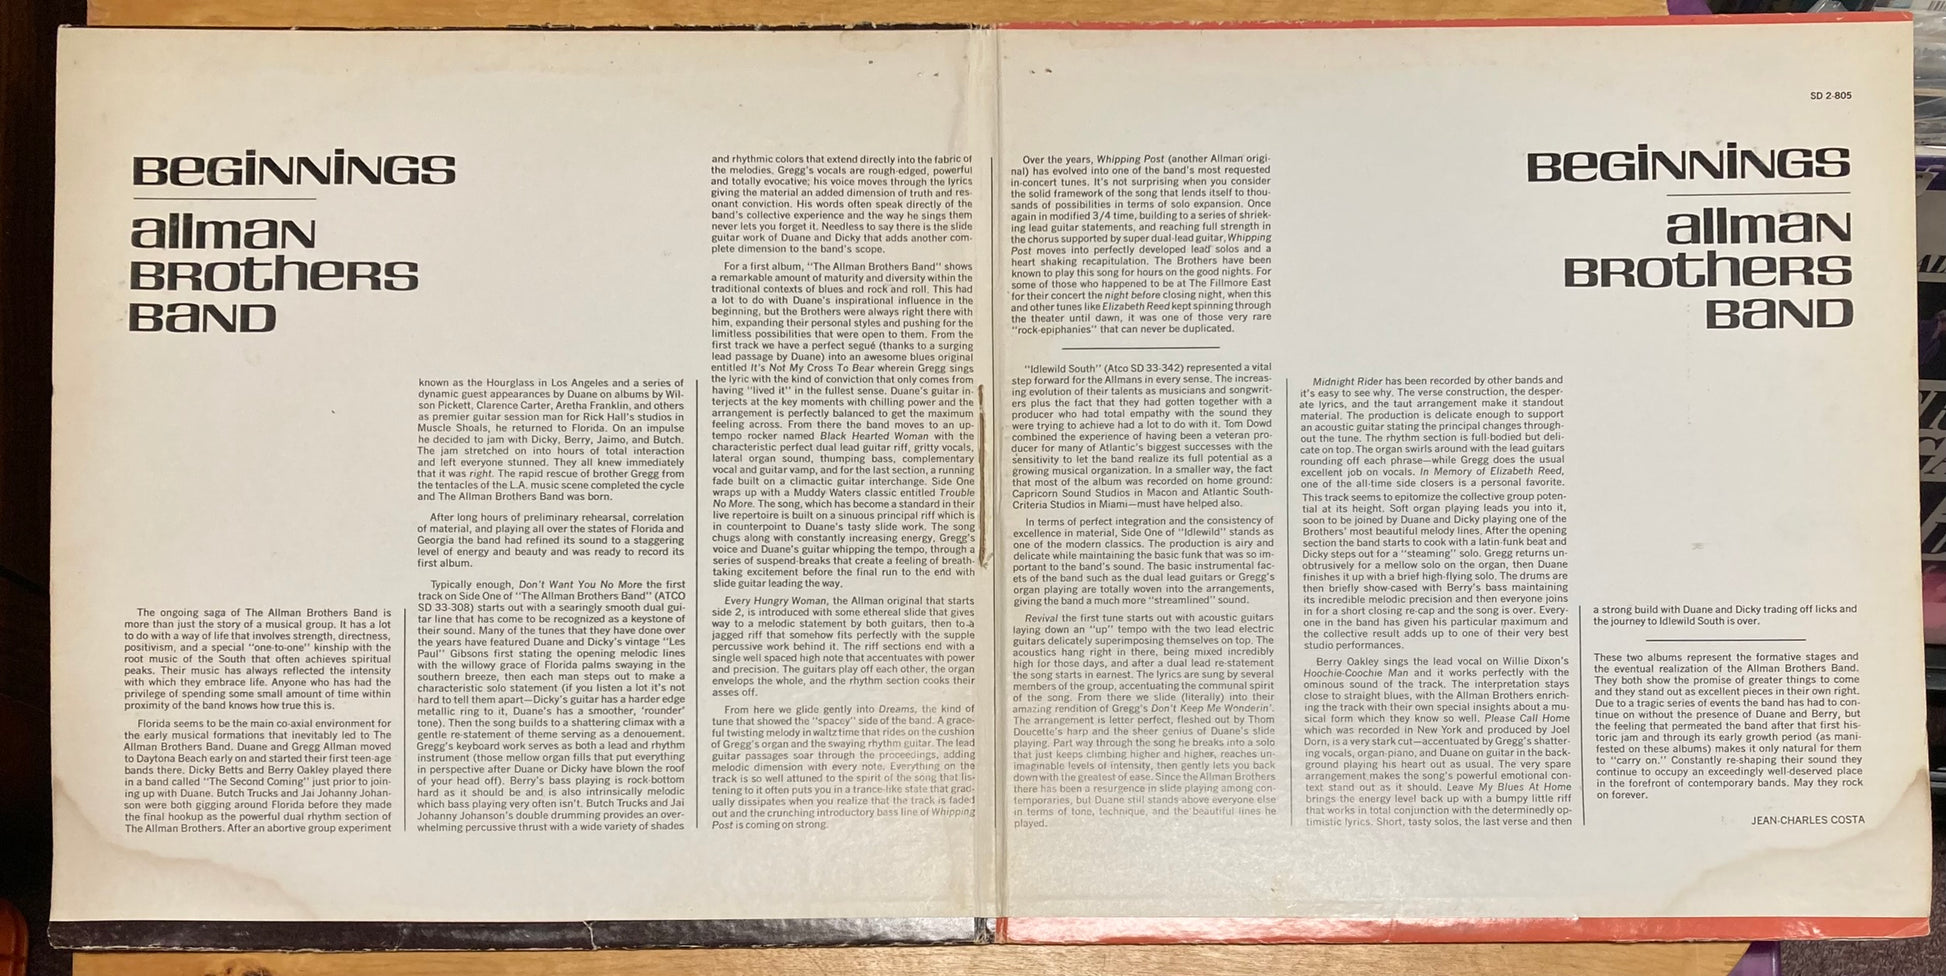 BEGINNINGS
allman
BROTHERS
BAND
The ongoing saga of The Allman Brothers Band is
more than just the story of a musical group. It has a lot
to do with a way of life that involves strength, directness,
positivism, and a special "one-to-one" kinship with the
root music of the South that often achieves spiritual
peaks. Their music has always reflected the intensity
with which they embrace life. Anyone who has had the
privilege of spending some small amount of time within
proximity of the band knows how true this is.
Florida seems to be the main co-axial environment for
the early musical formations that inevitably led to The
Allman Brothers Band. Duane and Gregg Allman moved
to Daytona Beach early on and started their first teen-age
bands there. Dicky Betts and Berry Oakley played there
in a band called "The Second Coming" just prior to join-
ing up with Duane. Butch Trucks and Jai Johanny Johan-
son were both gigging around Florida before they made
the final hookup as the powerful dual rhythm section of
The Allman Brothers. After an abortive group experiment
known as the Hourglass in Los Angeles and a series of
dynamic guest appearances by Duane on albums by Wil-
son Pickett, Clarence Carter, Aretha Franklin, and others
as premier guitar session man for Rick Hall's studios in
Muscle Shoals, he returned to Florida. On an impulse
he decided to jam with Dicky, Berry, Jaimo, and Butch.
The jam stretched on into hours of total interaction
and left everyone stunned. They all knew immediately
that it was right. The rapid rescue of brother Gregg from
the tentacles of the L.A. music scene completed the cycle
and The Allman Brothers Band was born.
After long hours of preliminary rehearsal, correlation
of material, and playing all over the states of Florida and
Georgia the band had refined its sound to a staggering
level of energy and beauty and was ready to record its
first album.
Typically enough, Don't Want You No More the first
track on Side One of "The Allman Brothers Band" (ATCO
SD 33-308) starts out with a searingly smooth dual gui-
tar line that has come to be recognized as a keystone of
their sound. Many of the tunes that they have done over
the years have featured Duane and Dicky's vintage "Les
Paul" Gibsons first stating the opening melodic lines
with the willowy grace of Florida palms swaying in the
southern breeze, then each man steps out to make a
characteristic solo statement (if you listen a lot it's not
hard to tell them apart—Dicky's guitar has a harder edge
metallic ring to it, Duane's has a smoother, 'rounder'
tone). Then the song builds to a shattering climax with a
gentle re-statement of theme serving as a denouement.
Gregg's keyboard work serves as both a lead and rhythm
instrument (those mellow organ fills that put everything
in perspective after Duane or Dicky have blown the roof
of your head off). Berry's bass playing is rock-bottom
hard as it should be and is also intrinsically melodic
which bass playing very often isn't. Butch Trucks and Jai
Johanny Johanson's double drumming provides an over-
whelming percussive thrust with a wide variety of shades
and rhythmic colors that extend directly into the fabric of
the melodies. Gregg's vocals are rough-edged, powerful
and totally evocative; his voice moves through the lyrics
giving the material an added dimension of truth and res-
onant conviction. His words often speak directly of the
band's collective experience and the way he sings them
never lets you forget it. Needless to say there is the slide
guitar work of Duane and Dicky that adds another com-
plete dimension to the band's scope.
For a first album, "The Allman Brothers Band" shows
a remarkable amount of maturity and diversity within the
traditional contexts of blues and rock and roll. This had
a lot to do with Duane's inspirational influence in the
beginning, but the Brothers were always right there with
him, expanding their personal styles and pushing for the
limitless possibilities that were open to them. From the
first track we have a perfect segué (thanks to a surging
lead passage by Duane) into an awesome blues original
entitled It's Not My Cross To Bear wherein Gregg sings
the lyric with the kind of conviction that only comes from
having "lived it" in the fullest sense. Duane's guitar in-
terjects at the key moments with chilling power and the
arrangement is perfectly balanced to get the maximum
feeling across. From there the band moves to an up-
tempo rocker named Black Hearted Woman with the
characteristic perfect dual lead guitar riff, gritty vocals,
lateral organ sound, thumping bass, complementary
vocal and guitar vamp, and for the last section, a running
fade built on a climactic guitar interchange. Side One
wraps up with a Muddy Waters classic entitled Trouble
No More. The song, which has become a standard in their
live repertoire is built on a sinuous principal riff which is
in counterpoint to Duane's tasty slide work. The song
chugs along with constantly increasing energy, Gregg's
voice and Duane's guitar whipping the tempo, through a
series of suspend-breaks that create a feeling of breath-
taking excitement before the final run to the end with
slide guitar leading the way.
Every Hungry Woman, the Allman original that starts
side 2, is introduced with some ethereal slide that gives
way to a melodic statement by both guitars, then to a
jagged riff that somehow fits perfectly with the supple
percussive work behind it. The riff sections end with a
single well spaced high note that accentuates with power
and precision. The guitars play off each other, the organ
envelops the whole, and the rhythm section cooks their
asses off.
From here we glide gently into Dreams, the kind of
tune that showed the "spacey" side of the band. A grace-
ful twisting melody in waltz time that rides on the cushion
of Gregg's organ and the swaying rhythm guitar. The lead
guitar passages soar through the proceedings, adding
melodic dimension with every note. Everything on the
track is so well attuned to the spirit of the song that lis-
tening to it often puts you in a trance-like state that grad-
ually dissipates when you realize that the track is faded
out and the crunching introductory bass line of Whipping
Post is coming on strong.
Over the years, Whipping Post (another Allman origi-
nal) has evolved into one of the band's most requested
in-concert tunes. It's not surprising when you consider
the solid framework of the song that lends itself to thou-
sands of possibilities in terms of solo expansion. Once
again in modified 3/4 time, building to a series of shriek-
ing lead guitar statements, and reaching full strength in
the chorus supported by super dual-lead guitar, Whipping
Post moves into perfectly developed lead solos and a
heart shaking recapitulation. The Brothers have been
known to play this song for hours on the good nights. For
some of those who happened to be at The Fillmore East
for their concert the night before closing night, when this
and other tunes like Elizabeth Reed kept spinning through
the theater until dawn, it was one of those very rare
"rock-epiphanies" that can never be duplicated.
"Idlewild South" (Atco SD 33-342) represented a vital
step forward for the Allmans in every sense. The increas-
ing evolution of their talents as musicians and songwrit-
ers plus the fact that they had gotten together with a
producer who had total empathy with the sound they
were trying to achieve had a lot to do with it. Tom Dowd
combined the experience of having been a veteran pro-
ducer for many of Atlantic's biggest successes with the
sensitivity to let the band realize its full potential as a
growing musical organization. In a smaller way, the fact
that most of the album was recorded on home ground:
Capricorn Sound Studios in Macon and Atlantic South-
Criteria Studios in Miami—must have helped also.
In terms of perfect integration and the consistency of
excellence in material, Side One of "Idlewild" stands as
one of the modern classics. The production is airy and
delicate while maintaining the basic funk that was so im-
portant to the band's sound. The basic instrumental fac-
ets of the band such as the dual lead guitars or Gregg's
organ playing are totally woven into the arrangements,
giving the band a much more "streamlined" sound.
Revival the first tune starts out with acoustic guitars
laying down an "up" tempo with the two lead electric
guitars delicately superimposing themselves on top. The
acoustics hang right in there, being mixed incredibly
high for those days, and after a dual lead re-statement
the song starts in earnest. The lyrics are sung by several
members of the group, accentuating the communal spirit
of the song. From there we slide (literally) into their
amazing rendition of Gregg's Don't Keep Me Wonderin'.
The arrangement is letter perfect, fleshed out by Thom
Doucette's harp and the sheer genius of Duane's slide
playing. Part way through the song he breaks into a solo
that just keeps climbing higher and higher, reaches un-
imaginable levels of intensity, then gently lets you back
down with the greatest of ease. Since the Allman Brothers
there has been a resurgence in slide playing among con-
temporaries, but Duane still stands above everyone else
in terms of tone, technique, and the beautiful lines he
played.
SD 2-805
BEGINNINGS
allman
BROTHERS
BAND
Midnight Rider has been recorded by other bands and
it's easy to see why. The verse construction, the desper-
ate lyrics, and the taut arrangement make it standout
material. The production is delicate enough to support
an acoustic guitar stating the principal changes through-
out the tune. The rhythm section is full-bodied but deli-
cate on top. The organ swirls around with the lead guitars
rounding off each phrase—while Gregg does the usual
excellent job on vocals. In Memory of Elizabeth Reed,
one of the all-time side closers is a personal favorite.
This track seems to epitomize the collective group poten-
tial at its height. Soft organ playing leads you into it,
soon to be joined by Duane and Dicky playing one of the
Brothers' most beautiful melody lines. After the opening
section the band starts to cook with a latin-funk beat and
Dicky steps out for a "steaming" solo. Gregg returns un-
obtrusively for a mellow solo on the organ, then Duane
finishes it up with a brief high-flying solo. The drums are
then briefly show-cased with Berry's bass maintaining
its incredible melodic precision and then everyone joins
in for a short closing re-cap and the song is over. Every-
one in the band has given his particular maximum and
the collective result adds up to one of their very best
studio performances.
Berry Oakley sings the lead vocal on Willie Dixon's
Hoochie-Coochie Man and it works perfectly with the
ominous sound of the track. The interpretation stays
close to straight blues, with the Allman Brothers enrich-
ing the track with their own special insights about a mu-
sical form which they know so well. Please Call Home
which was recorded in New York and produced by Joel
Dorn, is a very stark cut—accentuated by Gregg's shatter-
ing vocals, organ-piano, and Duane on guitar in the back-
ground playing his heart out as usual. The very spare
arrangement makes the song's powerful emotional con-
text stand out as it should. Leave My Blues At Home
brings the energy level back up with a bumpy little riff
that works in total conjunction with the determinedly op-
timistic lyrics. Short, tasty solos, the last verse and then
a strong build with Duane and Dicky trading off licks and
the journey to Idlewild South is over.
These two albums represent the formative stages and
the eventual realization of the Allman Brothers Band.
They both show the promise of greater things to come
and they stand out as excellent pieces in their own right.
Due to a tragic series of events the band has had to con-
tinue on without the presence of Duane and Berry, but
the feeling that permeated the band after that first his-
toric jam and through its early growth period (as mani-
fested on these albums) makes it only natural for them
to "carry on." Constantly re-shaping their sound they
continue to occupy an exceedingly well-deserved place
in the forefront of contemporary bands. May they rock
on forever.
JEAN-CHARLES COSTA